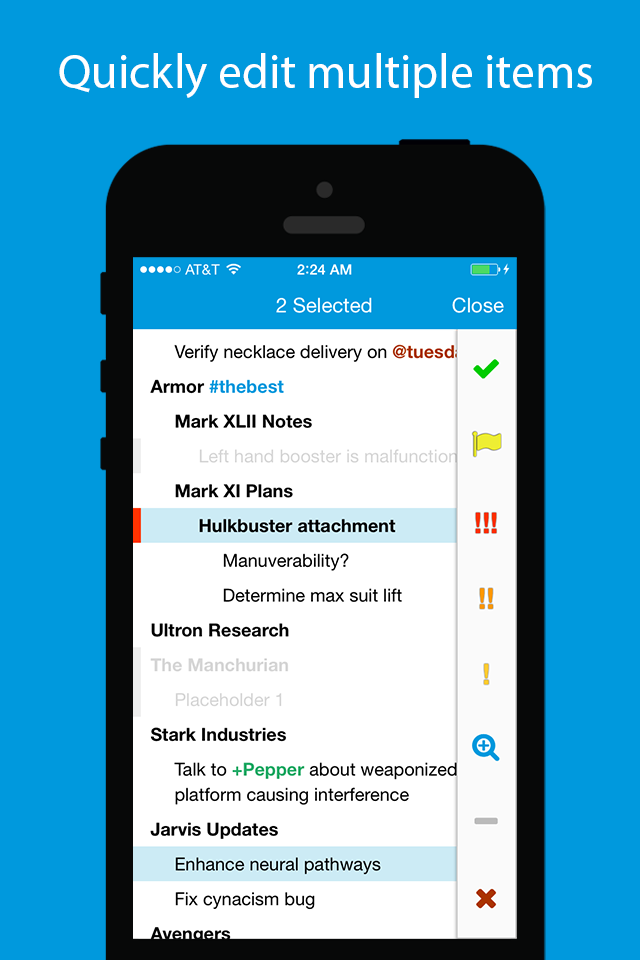 Quickly edit multiple items
AT&T 2:24 AM
2 Selected Close
Verify necklace delivery on @tuesda
Armor #thebest
Mark XLII Notes
Left hand booster is malfunction
Mark XI Plans
Hulkbuster attachment
Manuverability?
Determine max suit lift
Ultron Research
The Manchurian
Placeholder 1
Stark Industries
Talk to +Pepper about weaponized
platform causing interference
Jarvis Updates
Enhance neural pathways
Fix cynacism bug
Avengers